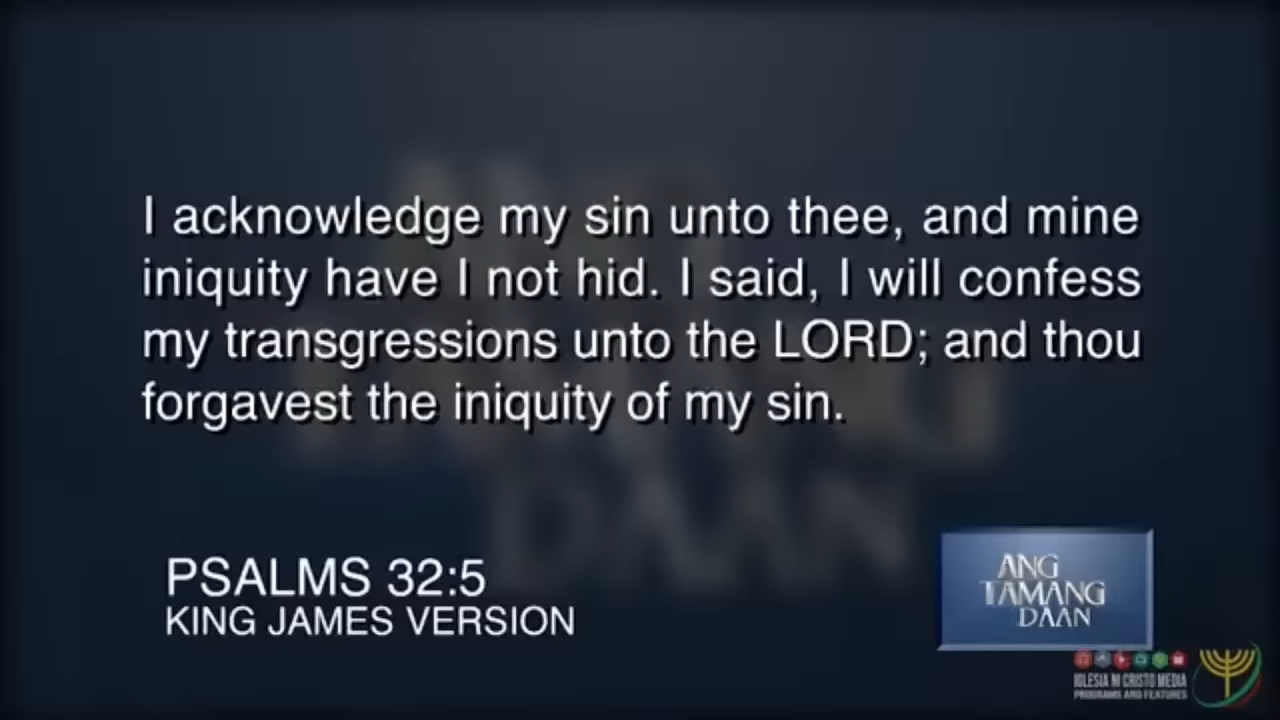 I acknowledge my sin unto thee, and mine
iniquity have I not hid. I said, I will confess
my transgressions unto the LORD; and thou
forgavest the iniquity of my sin.
PSALMS 32:5
KING JAMES VERSION
ANG
TAMANG
DAAN
IGLESIA NI CRISTO MEDIA
PROGRAMS AND FEATURES